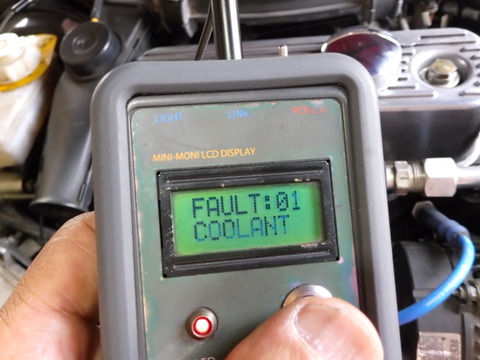 LIGHT LINK POWER
MINI-MONI LCD DISPLAY
FAULT:01
COOLANT